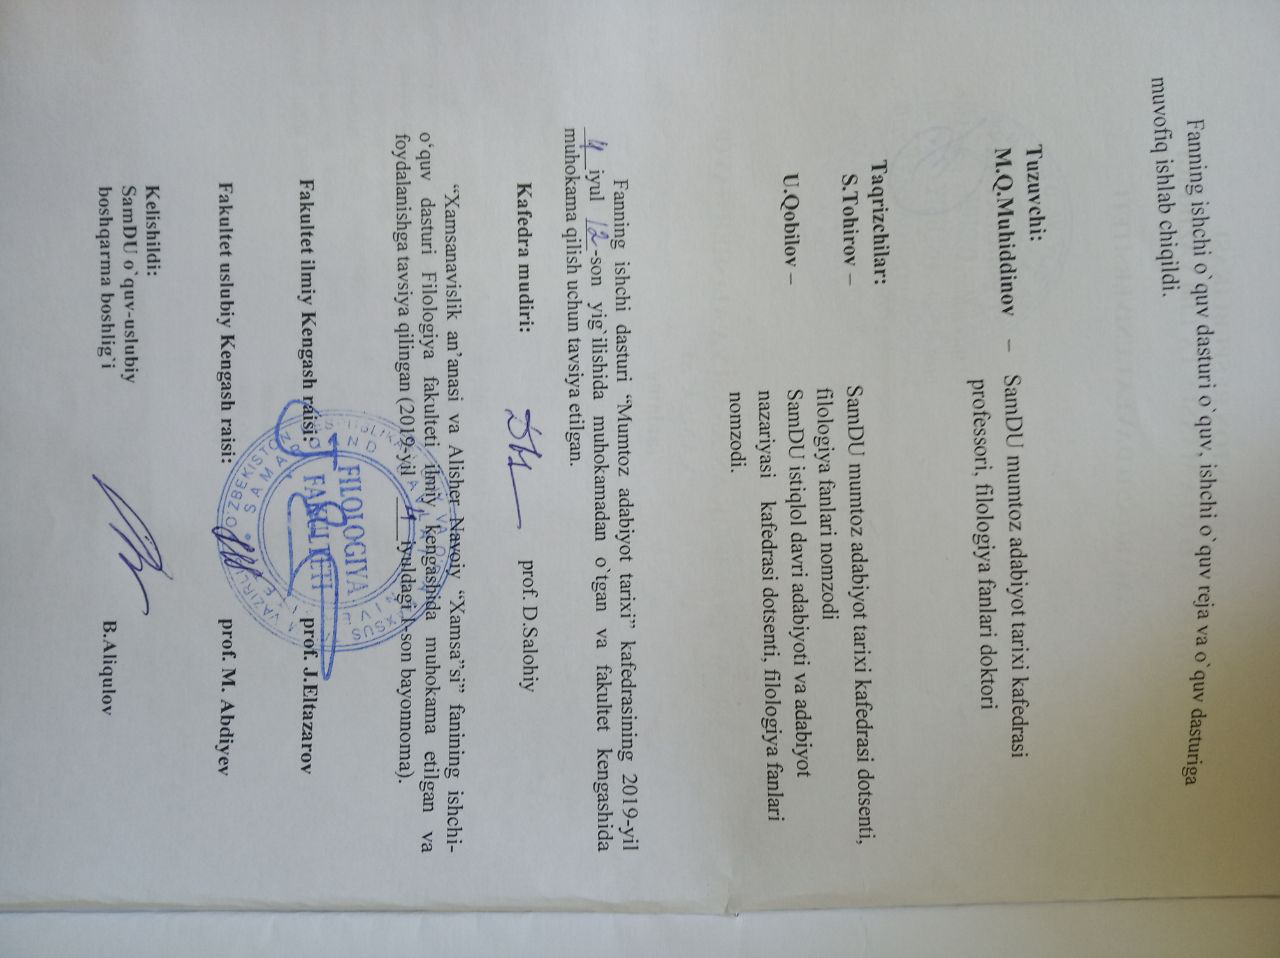 Fanning ishchi o`quv dasturi o`quv, ishchi o`quv reja va o`quv dasturiga
muvofiq ishlab chiqildi.
Tuzuvchi:
M.Q.Muhiddinov – SamDU mumtoz adabiyot tarixi kafedrasi
professori, filologiya fanlari doktori
Taqrizchilar:
S.Tohirov – SamDU mumtoz adabiyot tarixi kafedrasi dotsenti,
filologiya fanlari nomzodi
U.Qobilov – SamDU istiqlol davri adabiyoti va adabiyot
nazariyasi kafedrasi dotsenti, filologiya fanlari
nomzodi.
Fanning ishchi dasturi “Mumtoz adabiyot tarixi” kafedrasining 2019-yil
4 iyul 12-son yig`ilishida muhokamadan o`tgan va fakultet kengashida
muhokama qilish uchun tavsiya etilgan.
Kafedra mudiri: prof. D.Salohiy
“Xamsanavislik an’anasi va Alisher Navoiy “Xamsa”si” fanining ishchi-
o‘quv dasturi Filologiya fakulteti ilmiy kengashida muhokama etilgan va
foydalanishga tavsiya qilingan (2019-yil 4 iyuldagi 1-son bayonnoma).
Fakultet ilmiy Kengash raisi: prof. J.Eltazarov
Fakultet uslubiy Kengash raisi: prof. M. Abdiyev
FILOLOGIYA
FAKULTETI
Kelishildi:
SamDU o`quv-uslubiy
boshqarma boshlig`i B.Aliqulov